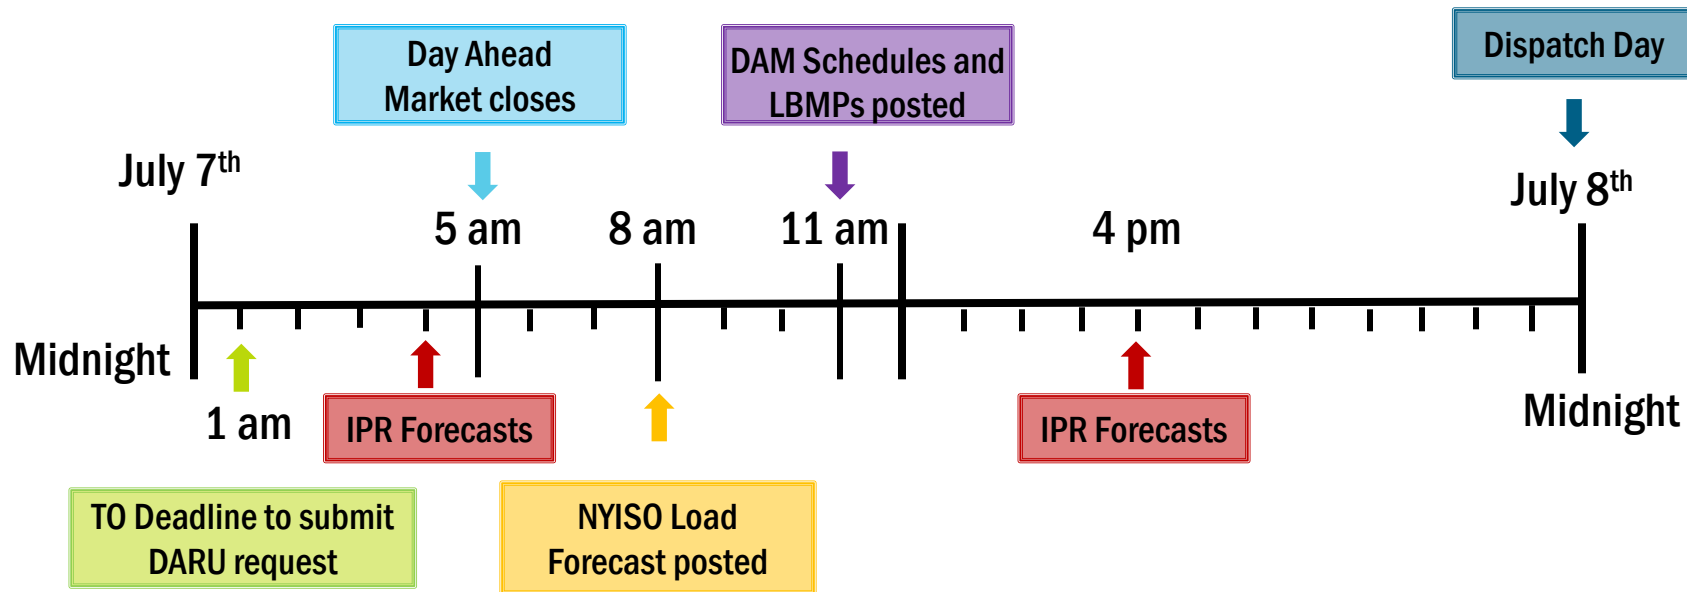 Day Ahead
Market closes
DAM Schedules and
LBMPs posted
Dispatch Day
July 7th
July 8th
5 am
8 am
11 am
4 pm
Midnight
1 am
IPR Forecasts
IPR Forecasts
Midnight
TO Deadline to submit
DARU request
NYISO Load
Forecast posted